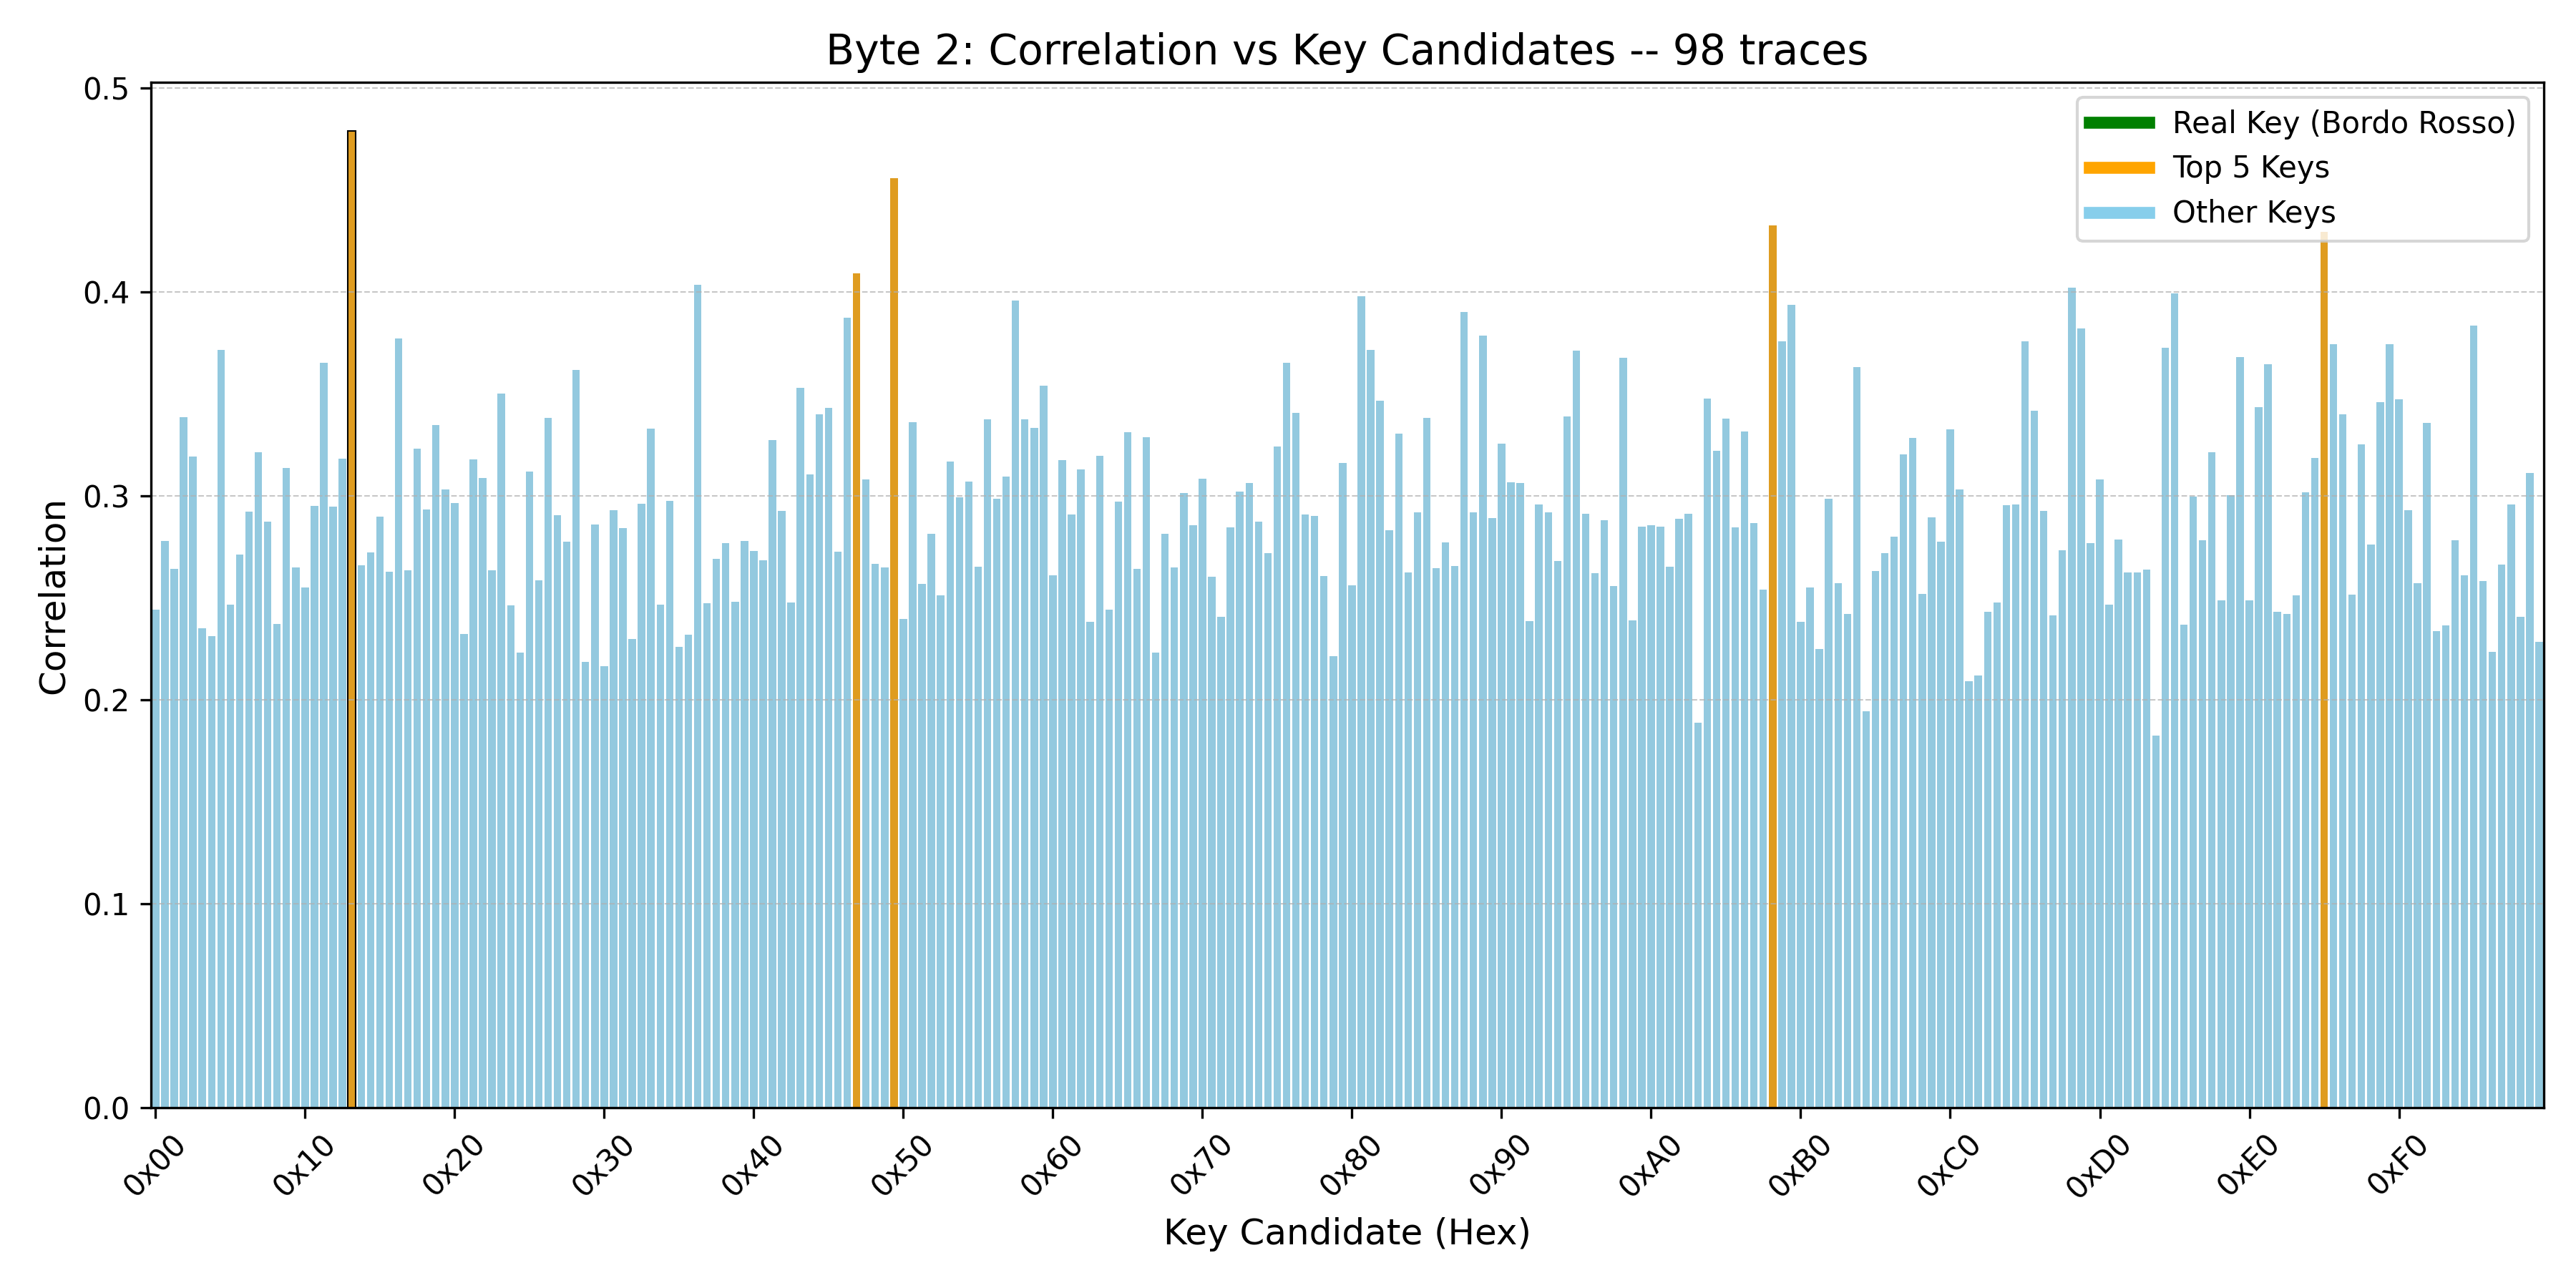 Byte 2: Correlation vs Key Candidates -- 98 traces
Real Key (Bordo Rosso)
Top 5 Keys
Other Keys
Correlation
0.5
0.4
0.3
0.2
0.1
0.0
0x00
0x10
0x20
0x30
0x40
0x50
0x60
0x70
0x80
0x90
0xA0
0xB0
0xC0
0xD0
0xE0
0xF0
Key Candidate (Hex)